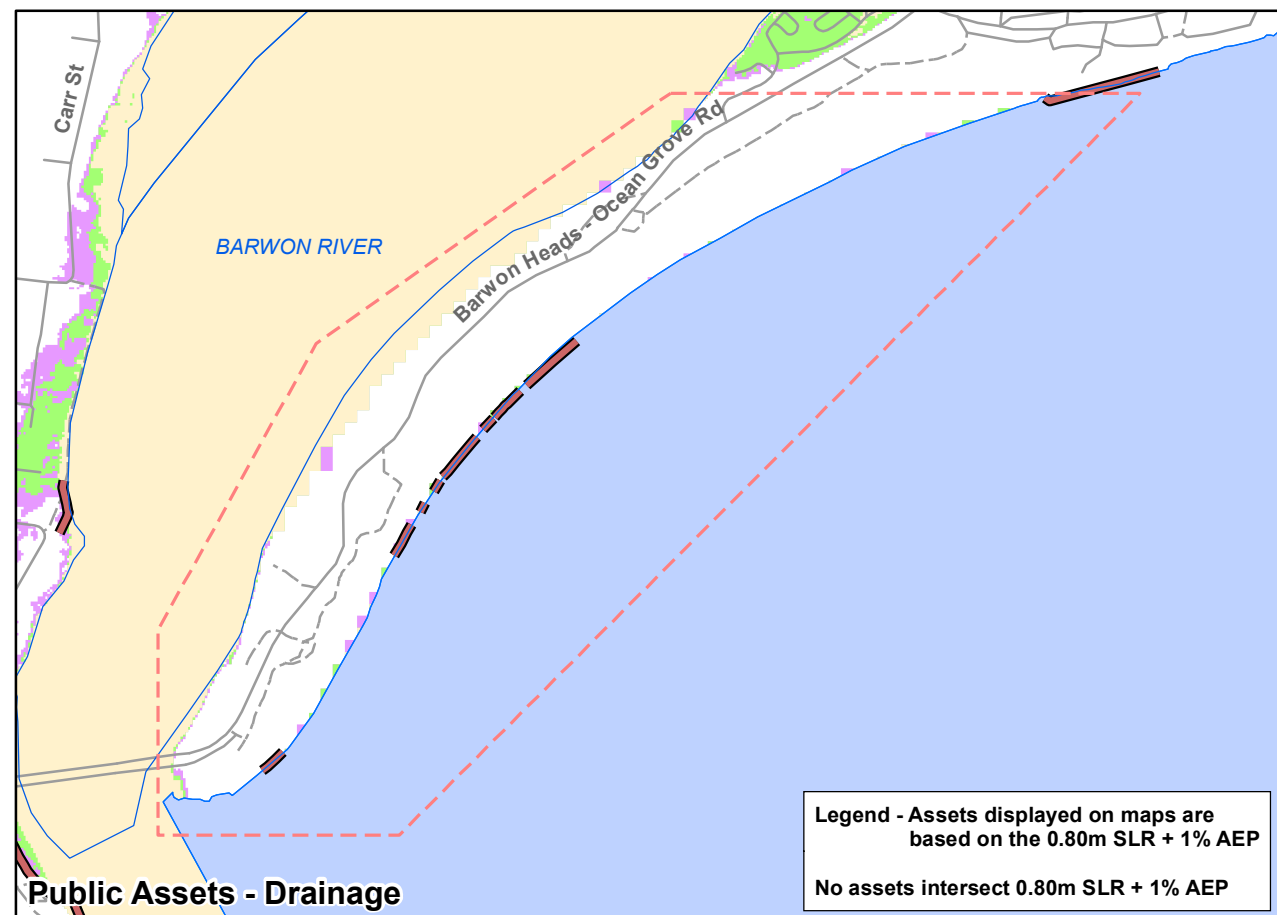 Carr St
BARWON RIVER
Barwon Heads - Ocean Grove Rd
Legend - Assets displayed on maps are
based on the 0.80m SLR + 1% AEP
No assets intersect 0.80m SLR + 1% AEP
Public Assets - Drainage